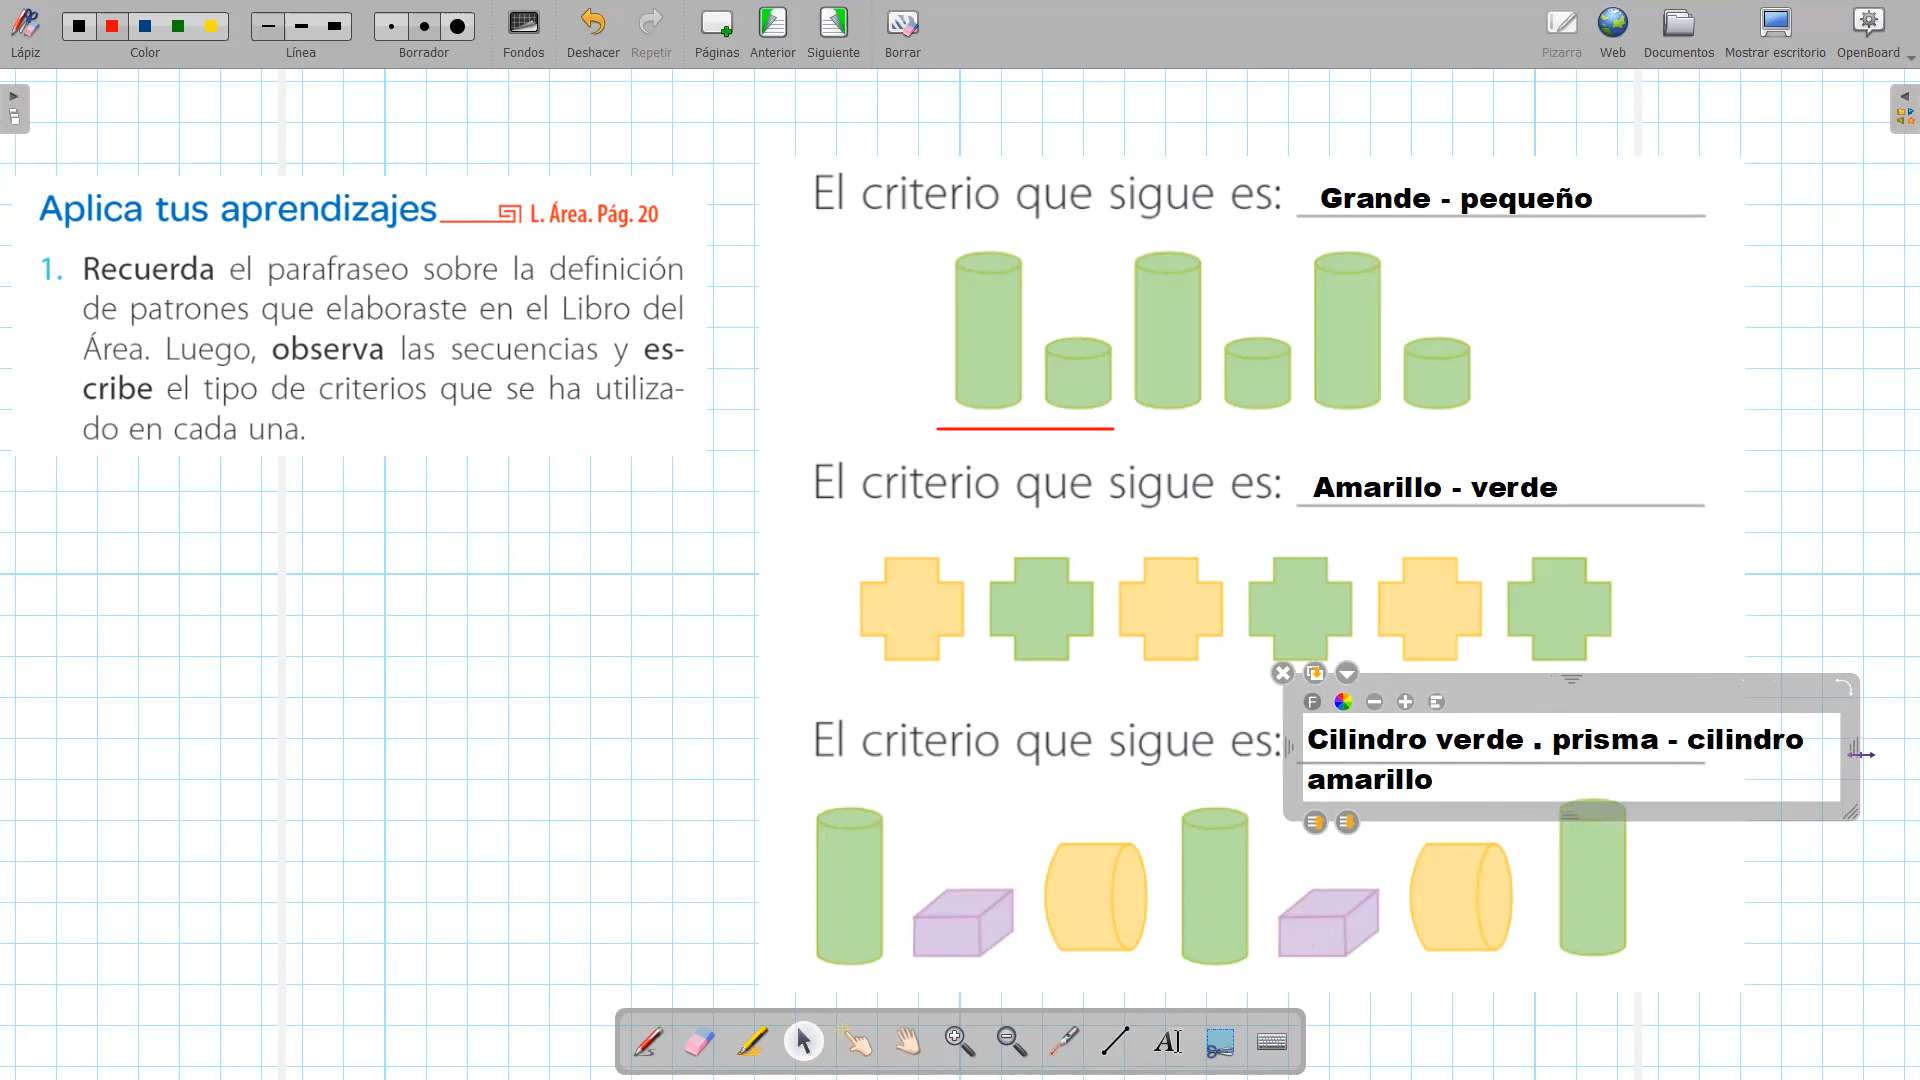 Lápiz
Color
Línea
Borrador
Fondos
Deshacer
Repetir
Páginas
Anterior
Siguiente
Borrar
Pizarra
Web
Documentos
Mostrar escritorio
OpenBoard
Aplica tus aprendizajes L. Área. Pág. 20
1. Recuerda el parafraseo sobre la definición
de patrones que elaboraste en el Libro del
Área. Luego, observa las secuencias y es-
cribe el tipo de criterios que se ha utiliza-
do en cada una.
El criterio que sigue es: Grande - pequeño
El criterio que sigue es: Amarillo - verde
F
El criterio que sigue es: Cilindro verde . prisma - cilindro
amarillo
AI